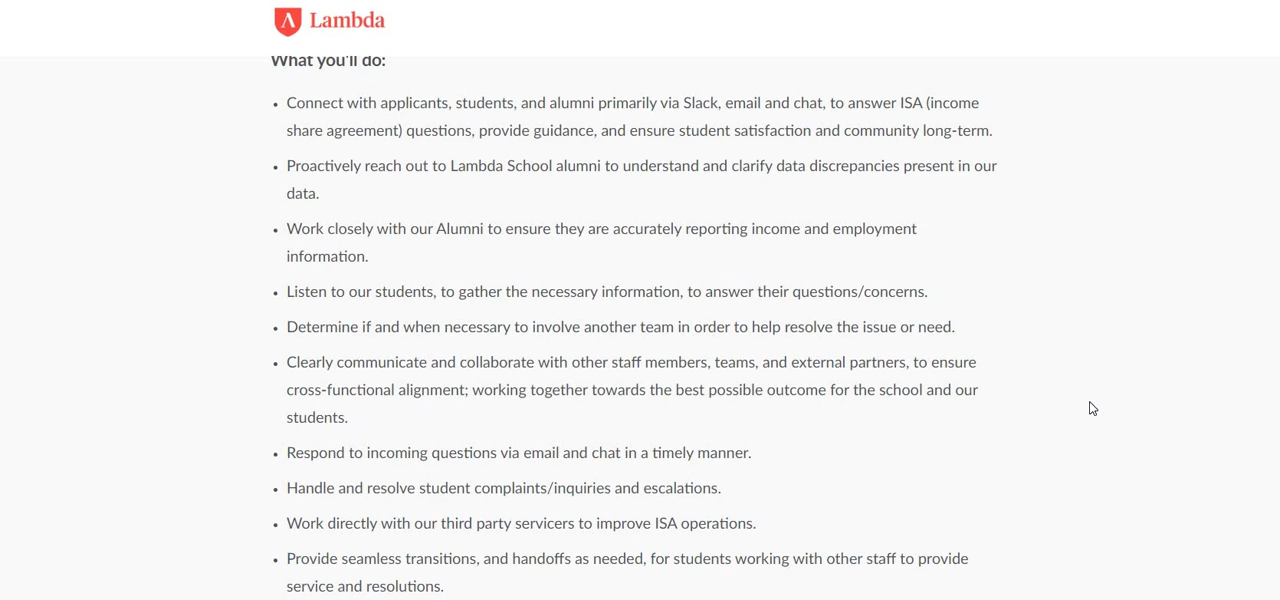 Lambda
What you'll do:
• Connect with applicants, students, and alumni primarily via Slack, email and chat, to answer ISA (income
share agreement) questions, provide guidance, and ensure student satisfaction and community long-term.
• Proactively reach out to Lambda School alumni to understand and clarify data discrepancies present in our
data.
• Work closely with our Alumni to ensure they are accurately reporting income and employment
information.
• Listen to our students, to gather the necessary information, to answer their questions/concerns.
• Determine if and when necessary to involve another team in order to help resolve the issue or need.
• Clearly communicate and collaborate with other staff members, teams, and external partners, to ensure
cross-functional alignment; working together towards the best possible outcome for the school and our
students.
• Respond to incoming questions via email and chat in a timely manner.
• Handle and resolve student complaints/inquiries and escalations.
• Work directly with our third party servicers to improve ISA operations.
• Provide seamless transitions, and handoffs as needed, for students working with other staff to provide
service and resolutions.